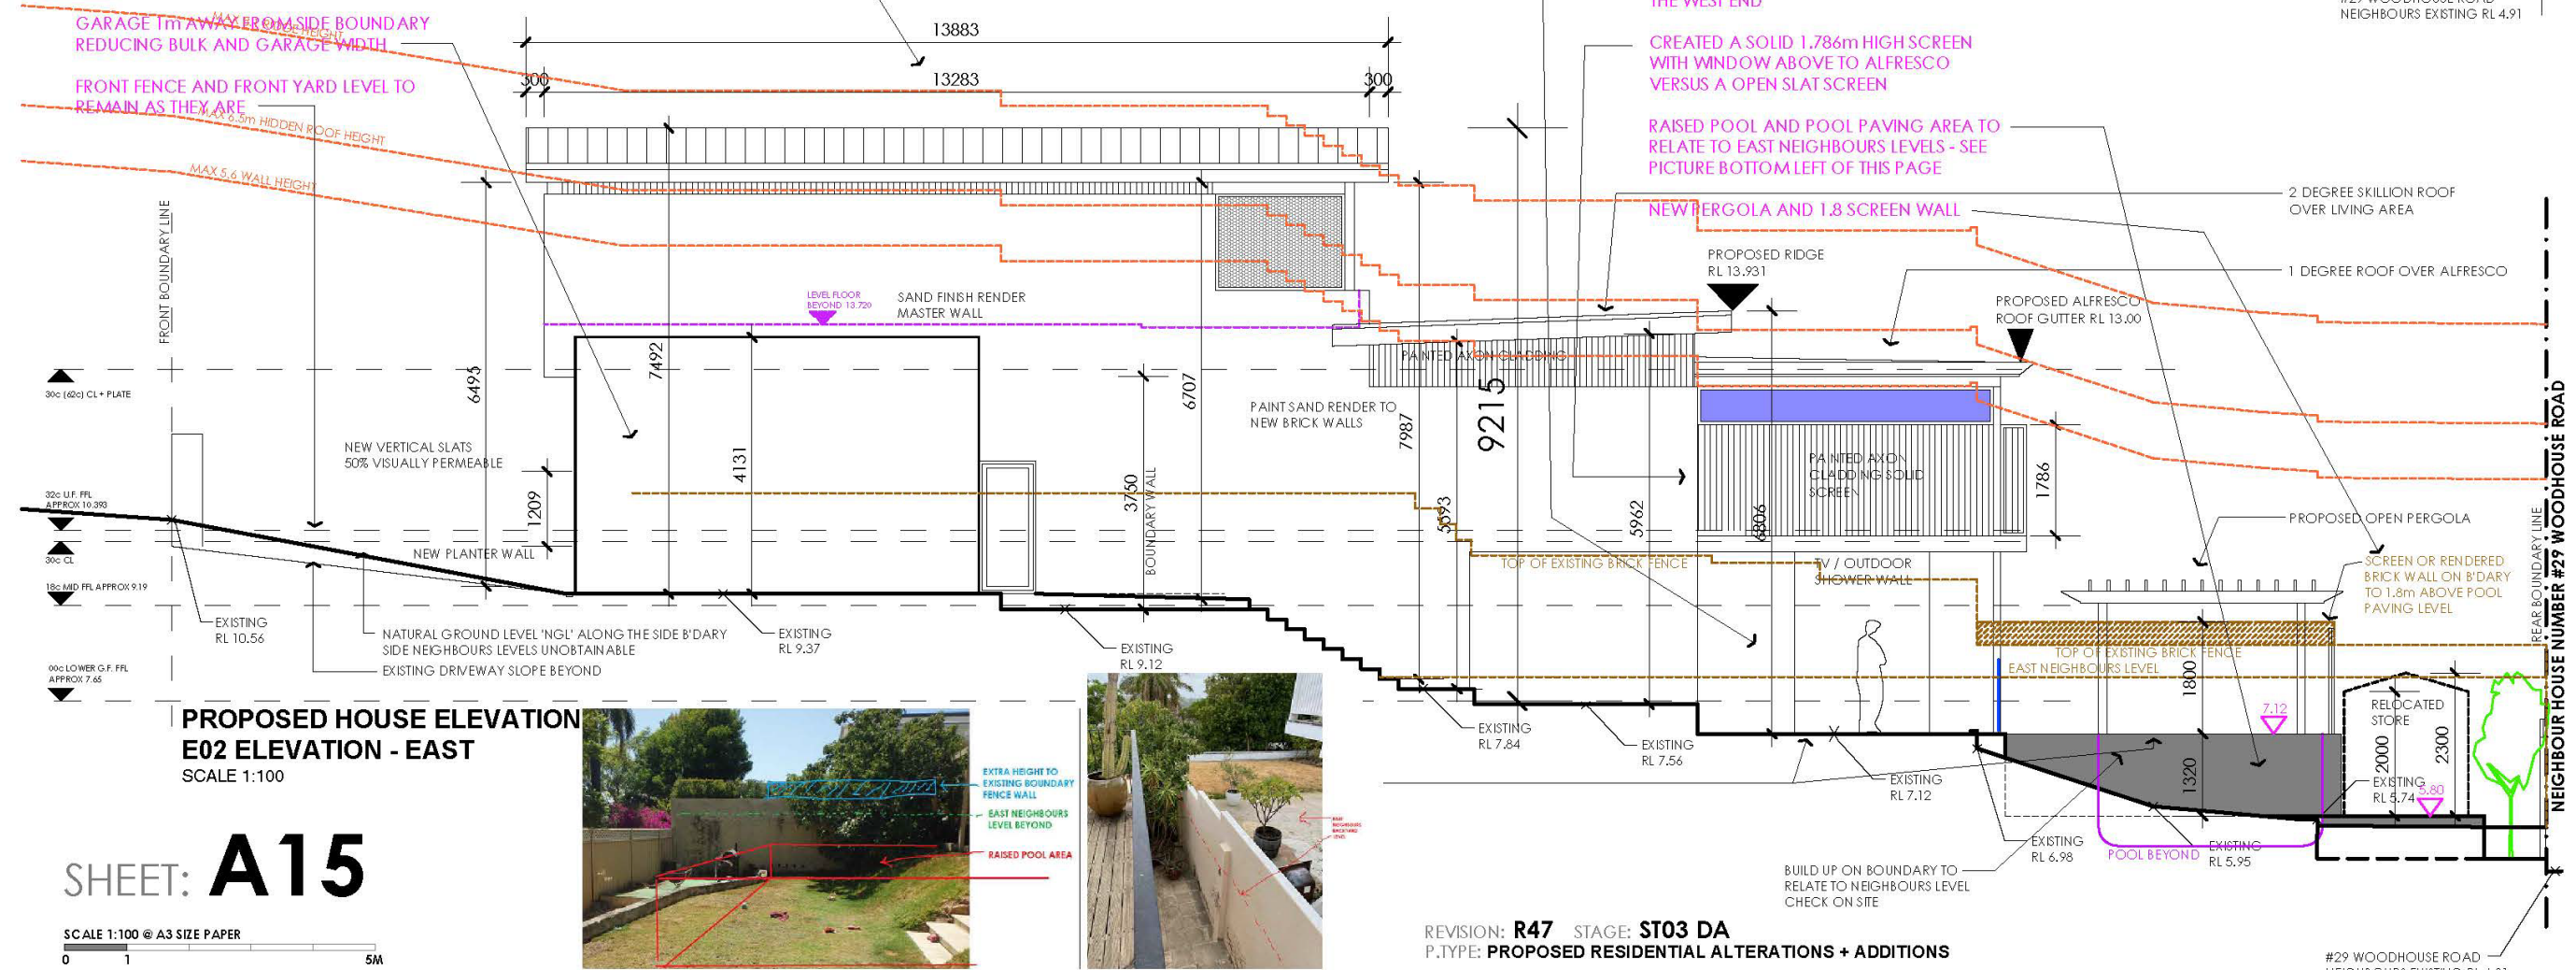 GARAGE 1m AWAY FROM SIDE BOUNDARY
REDUCING BULK AND GARAGE WIDTH
FRONT FENCE AND FRONT YARD LEVEL TO
REMAIN AS THEY ARE
RIDGE HEIGHT
MAX 6.5m HIDDEN ROOF HEIGHT
MAX 5.6 WALL HEIGHT
FRONT BOUNDARY LINE
13883
300
13283
300
THE WEST END
CREATED A SOLID 1.786m HIGH SCREEN
WITH WINDOW ABOVE TO ALFRESCO
VERSUS A OPEN SLAT SCREEN
RAISED POOL AND POOL PAVING AREA TO
RELATE TO EAST NEIGHBOURS LEVELS - SEE
PICTURE BOTTOM LEFT OF THIS PAGE
NEW PERGOLA AND 1.8 SCREEN WALL
#29 WOODHOUSE ROAD
NEIGHBOURS EXISTING RL 4.91
2 DEGREE SKILLION ROOF
OVER LIVING AREA
PROPOSED RIDGE
RL 13.931
1 DEGREE ROOF OVER ALFRESCO
PROPOSED ALFRESCO
ROOF GUTTER RL 13.00
LEVEL FLOOR
BEYOND 13.720
SAND FINISH RENDER
MASTER WALL
PAINTED AXON CLADDING
PAINT SAND RENDER TO
NEW BRICK WALLS
30c (62c) CL + PLATE
NEW VERTICAL SLATS
50% VISUALLY PERMEABLE
32c U.F. FFL
APPROX 10.393
30c CL
18c MID FFL APPROX 9.19
00c LOWER G.F. FFL
APPROX 7.65
6495
7492
4131
1209
3750
BOUNDARY WALL
6707
7987
9215
5593
5962
6806
1786
PAINTED AXON
CLADDING SOLID
SCREEN
NEW PLANTER WALL
TOP OF EXISTING BRICK FENCE
TV / OUTDOOR
SHOWER WALL
PROPOSED OPEN PERGOLA
SCREEN OR RENDERED
BRICK WALL ON B'DARY
TO 1.8m ABOVE POOL
PAVING LEVEL
REAR BOUNDARY LINE
NEIGHBOUR HOUSE NUMBER #29 WOODHOUSE ROAD
TOP OF EXISTING BRICK FENCE
EAST NEIGHBOURS LEVEL
EXISTING
RL 10.56
NATURAL GROUND LEVEL 'NGL' ALONG THE SIDE B'DARY
SIDE NEIGHBOURS LEVELS UNOBTAINABLE
EXISTING DRIVEWAY SLOPE BEYOND
EXISTING
RL 9.37
EXISTING
RL 9.12
EXISTING
RL 7.84
EXISTING
RL 7.56
EXISTING
RL 7.12
1800
7.12
1320
RELOCATED
STORE
2000
2300
EXISTING
RL 5.74
5.80
EXISTING
RL 6.98
POOL BEYOND
EXISTING
RL 5.95
BUILD UP ON BOUNDARY TO
RELATE TO NEIGHBOURS LEVEL
CHECK ON SITE
PROPOSED HOUSE ELEVATION
E02 ELEVATION - EAST
SCALE 1:100
EXTRA HEIGHT TO
EXISTING BOUNDARY
FENCE WALL
EAST NEIGHBOURS
LEVEL BEYOND
RAISED POOL AREA
SHEET: A15
SCALE 1:100 @ A3 SIZE PAPER
0 1 5M
REVISION: R47 STAGE: ST03 DA
P.TYPE: PROPOSED RESIDENTIAL ALTERATIONS + ADDITIONS
#29 WOODHOUSE ROAD